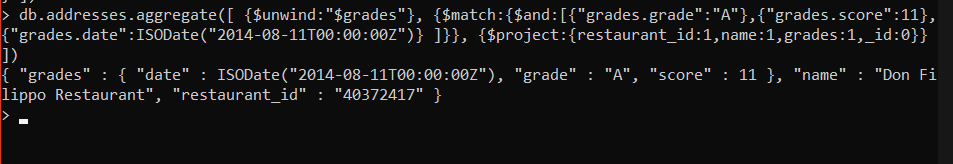 > db.addresses.aggregate([ {$unwind:"$grades"}, {$match:{$and:[{"grades.grade":"A"},{"grades.score":11},
{"grades.date":ISODate("2014-08-11T00:00:00Z")} ]}}, {$project:{restaurant_id:1,name:1,grades:1,_id:0}}
])
{ "grades" : { "date" : ISODate("2014-08-11T00:00:00Z"), "grade" : "A", "score" : 11 }, "name" : "Don Fi
lippo Restaurant", "restaurant_id" : "40372417" }
>